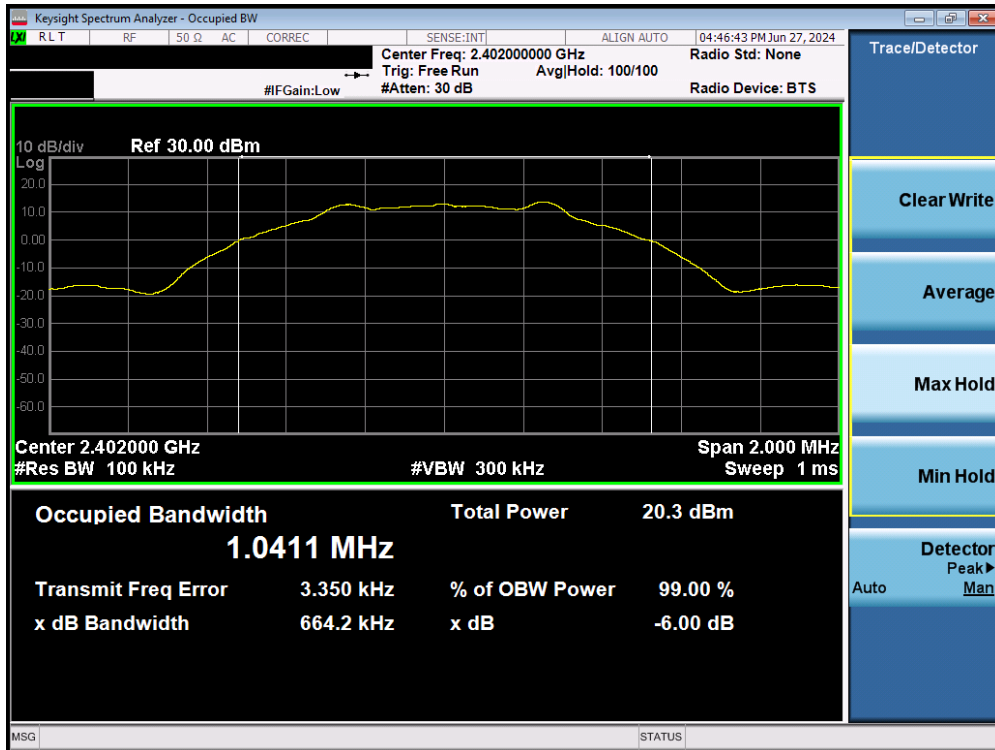 Keysight Spectrum Analyzer - Occupied BW
LXI RLT RF 50 Ω AC CORREC SENSE:INT ALIGN AUTO 04:46:43 PM Jun 27, 2024
Center Freq: 2.402000000 GHz Radio Std: None
Trig: Free Run Avg|Hold: 100/100
#IFGain:Low #Atten: 30 dB Radio Device: BTS
Trace/Detector
10 dB/div Ref 30.00 dBm
Log
20.0
10.0
0.00
-10.0
-20.0
-30.0
-40.0
-50.0
-60.0
Center 2.402000 GHz Span 2.000 MHz
#Res BW 100 kHz #VBW 300 kHz Sweep 1 ms
Occupied Bandwidth Total Power 20.3 dBm
1.0411 MHz
Transmit Freq Error 3.350 kHz % of OBW Power 99.00 %
x dB Bandwidth 664.2 kHz x dB -6.00 dB
Clear Write
Average
Max Hold
Min Hold
Detector
Peak▶
Auto Man
MSG STATUS